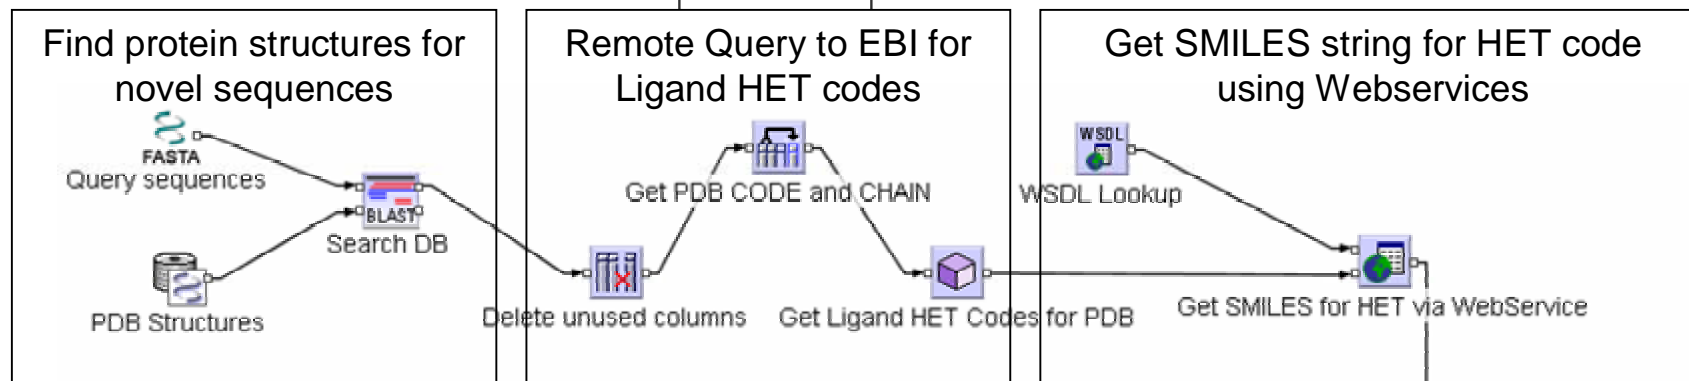 Find protein structures for
novel sequences
FASTA
Query sequences
BLAST
Search DB
PDB Structures
Remote Query to EBI for
Ligand HET codes
Get PDB CODE and CHAIN
Delete unused columns
Get Ligand HET Codes for PDB
Get SMILES string for HET code
using Webservices
WSDL
WSDL Lookup
Get SMILES for HET via WebService